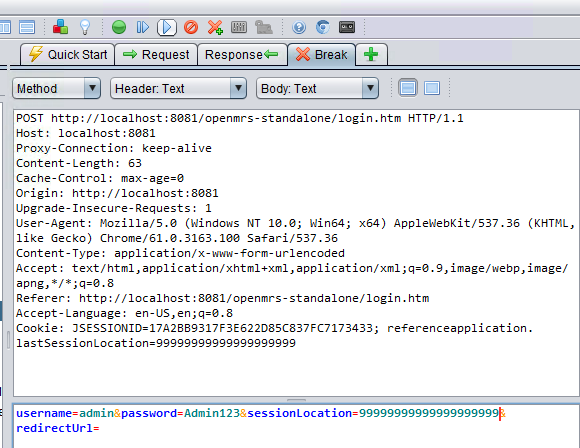 Quick Start
Request
Response
Break
Method
Header: Text
Body: Text
POST http://localhost:8081/openmrs-standalone/login.htm HTTP/1.1
Host: localhost:8081
Proxy-Connection: keep-alive
Content-Length: 63
Cache-Control: max-age=0
Origin: http://localhost:8081
Upgrade-Insecure-Requests: 1
User-Agent: Mozilla/5.0 (Windows NT 10.0; Win64; x64) AppleWebKit/537.36 (KHTML,
like Gecko) Chrome/61.0.3163.100 Safari/537.36
Content-Type: application/x-www-form-urlencoded
Accept: text/html,application/xhtml+xml,application/xml;q=0.9,image/webp,image/
apng,*/*;q=0.8
Referer: http://localhost:8081/openmrs-standalone/login.htm
Accept-Language: en-US,en;q=0.8
Cookie: JSESSIONID=17A2BB9317F3E622D85C837FC7173433; referenceapplication.
lastSessionLocation=99999999999999999999
username=admin&password=Admin123&sessionLocation=99999999999999999999&
redirectUrl=